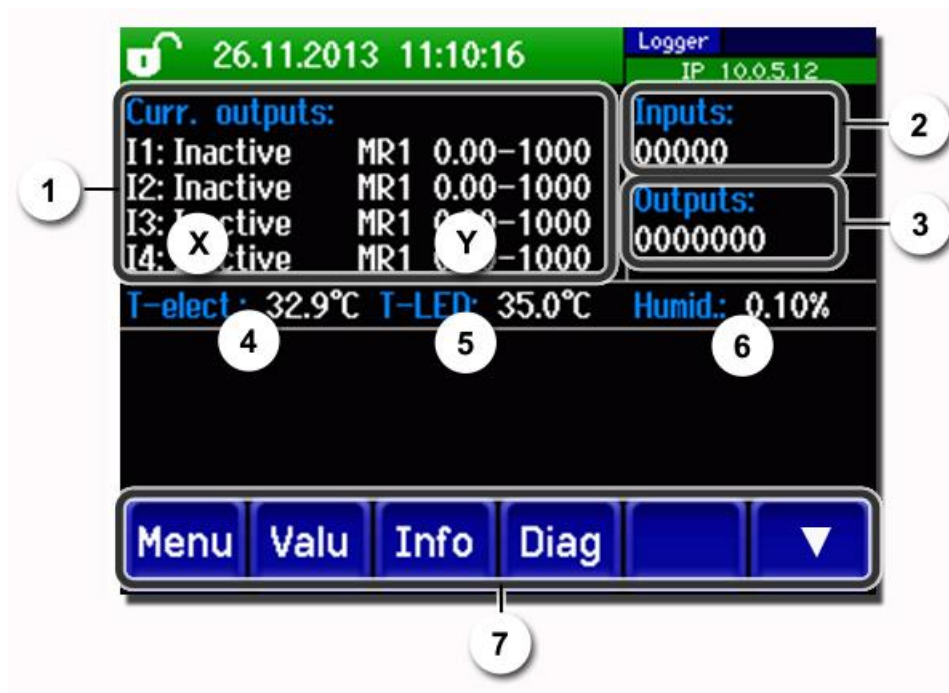 26.11.2013 11:10:16
Logger
IP 10.0.5.12
Curr. outputs:
I1: Inactive MR1 0.00-1000
I2: Inactive MR1 0.00-1000
I3: MR1
I4: MR1 -1000
Inputs:
00000
Outputs:
0000000
T-elect.: 32.9°C T-LED: 35.0°C Humid.: 0.10%
Menu Valu Info Diag ▼
1
2
3
X
Y
4
5
6
7